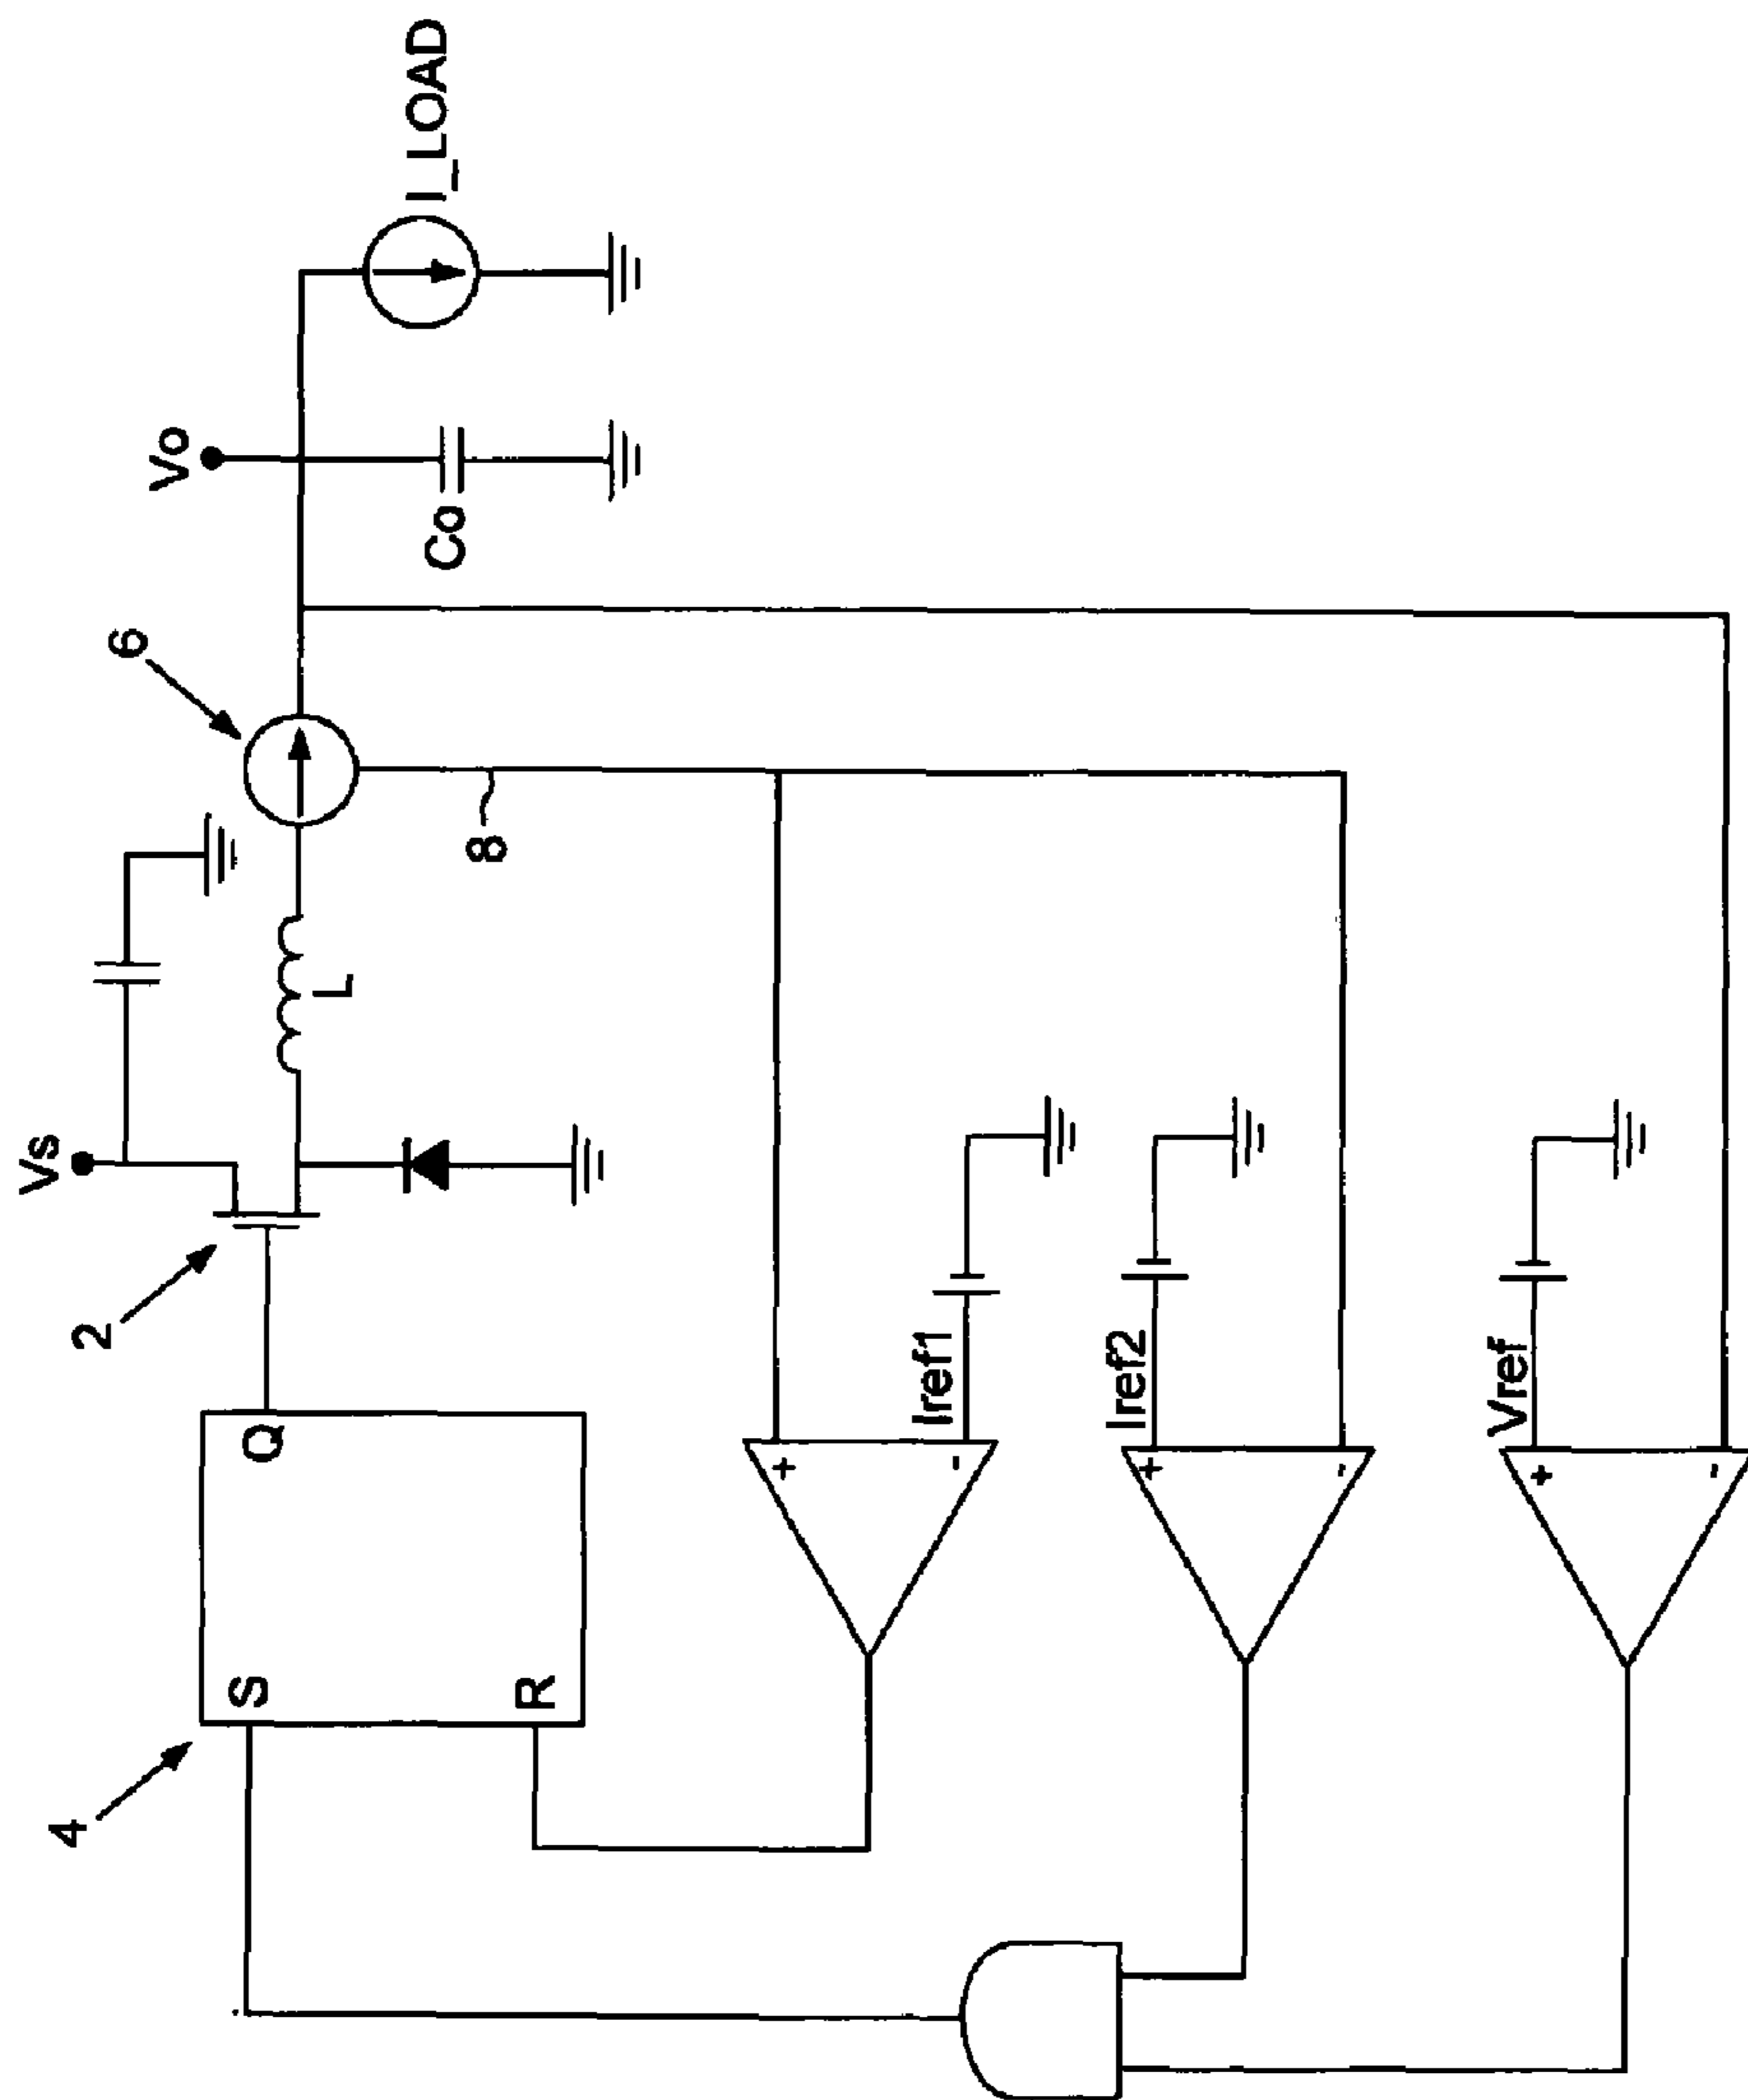 Vs
Vo
2
6
I_LOAD
L
Co
8
4
S
Q
R
+
-
Iref1
+
-
Iref2
+
-
Vref